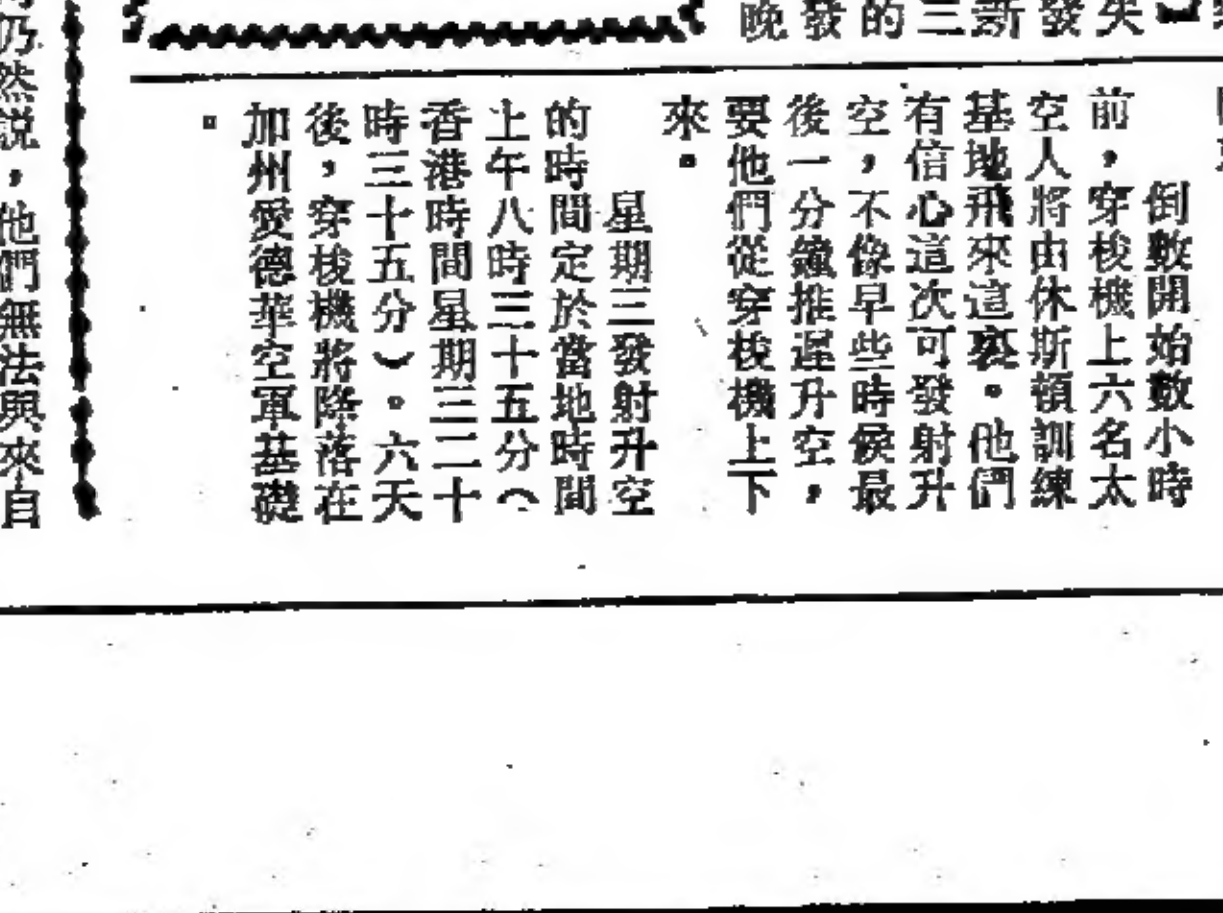 晚發的三新發失
倒數開始數小時
前，穿梭機上六名太
空人將由休斯頓訓練
基地飛來這裏。他們
有信心這次可發射升
空，不像早些時候最
後一分鐘推遲升空，
要他們從穿梭機上下
來。
星期三發射升空
的時間定於當地時間
上午八時三十五分（
香港時間星期三二十
時三十五分）。六天
後，穿梭機將降落在
加州愛德華空軍基礎
。
仍然説，他們無法與來自